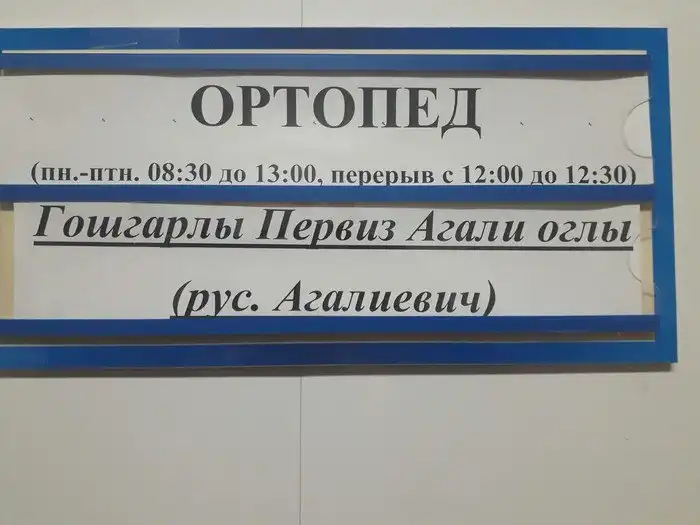 ОРТОПЕД
(пн.-птн. 08:30 до 13:00, перерыв с 12:00 до 12:30)
Гошгарлы Первиз Агали оглы
(рус. Агалиевич)